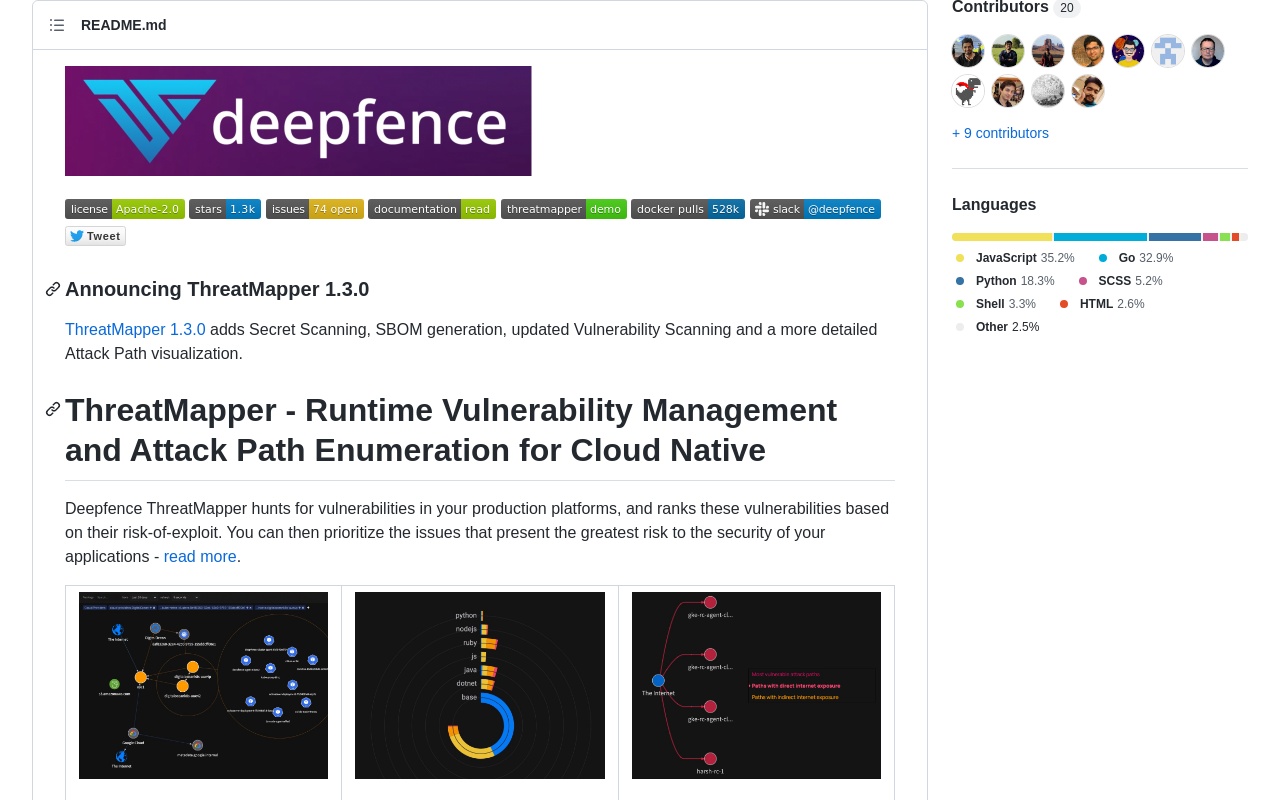 README.md
deepfence
license Apache-2.0 stars 1.3k issues 74 open documentation read threatmapper demo docker pulls 528k slack @deepfence
Tweet
Announcing ThreatMapper 1.3.0
ThreatMapper 1.3.0 adds Secret Scanning, SBOM generation, updated Vulnerability Scanning and a more detailed
Attack Path visualization.
ThreatMapper - Runtime Vulnerability Management
and Attack Path Enumeration for Cloud Native
Deepfence ThreatMapper hunts for vulnerabilities in your production platforms, and ranks these vulnerabilities based
on their risk-of-exploit. You can then prioritize the issues that present the greatest risk to the security of your
applications - read more.
The Internet
Google Cloud
The Internet
python
nodejs
ruby
js
java
dotnet
base
gke-rc-agent-cl...
gke-rc-agent-cl...
The Internet
gke-rc-agent-cl...
harsh-rc-1
Most vulnerable attack paths
Paths with direct internet exposure
Paths with indirect internet exposure
Contributors 20
+ 9 contributors
Languages
JavaScript 35.2% Go 32.9%
Python 18.3% SCSS 5.2%
Shell 3.3% HTML 2.6%
Other 2.5%